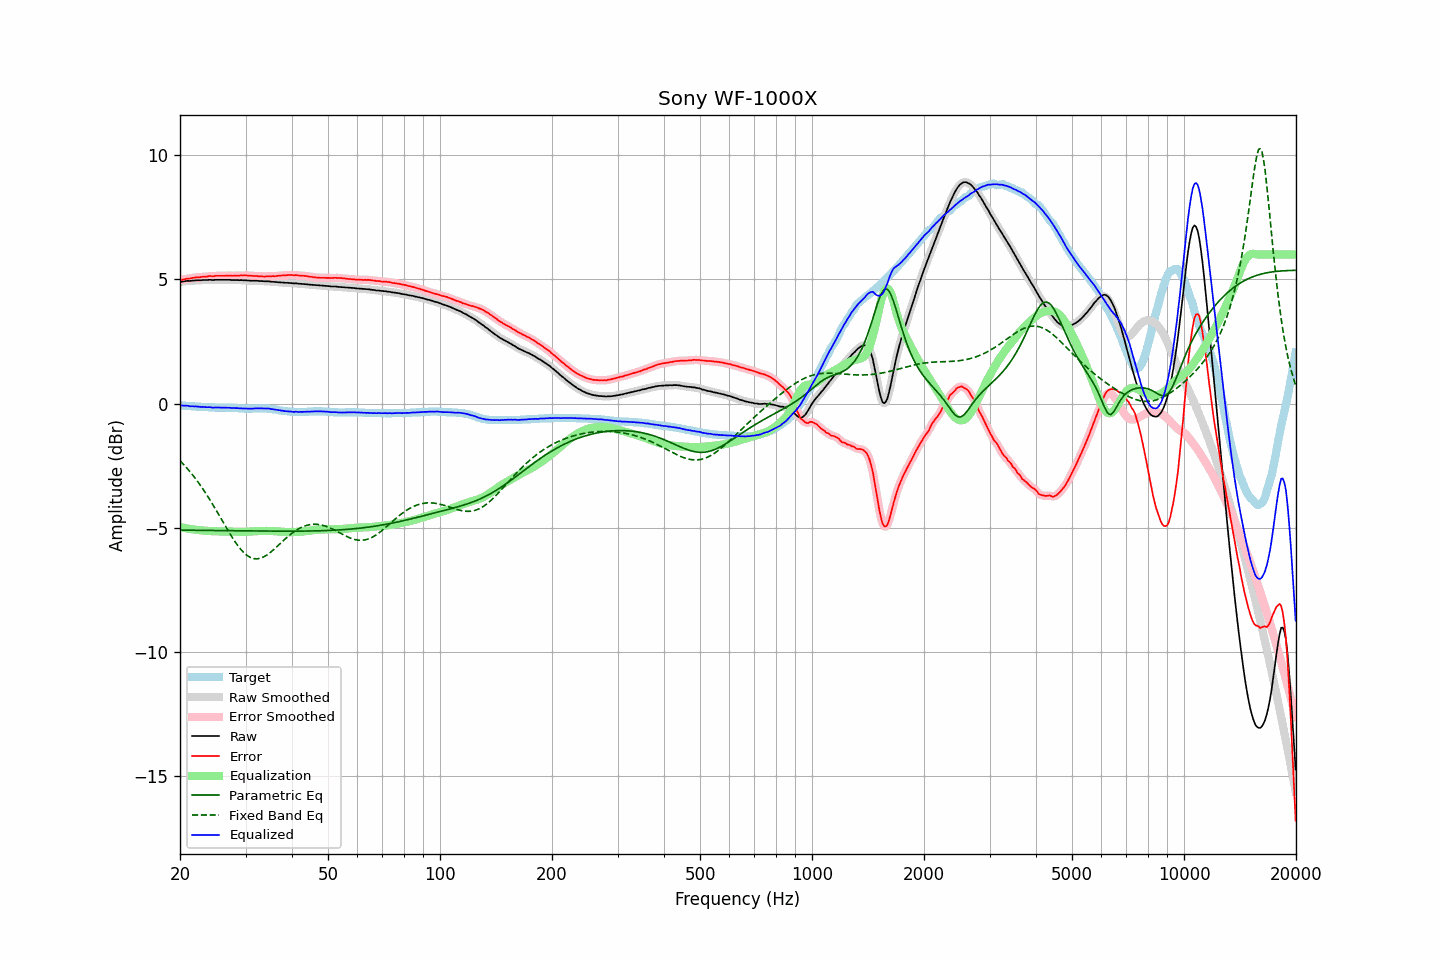 Sony WF-1000X
Amplitude (dBr)
10
5
0
−5
−10
−15
Target
Raw Smoothed
Error Smoothed
Raw
Error
Equalization
Parametric Eq
Fixed Band Eq
Equalized
20 50 100 200 500 1000 2000 5000 10000 20000
Frequency (Hz)